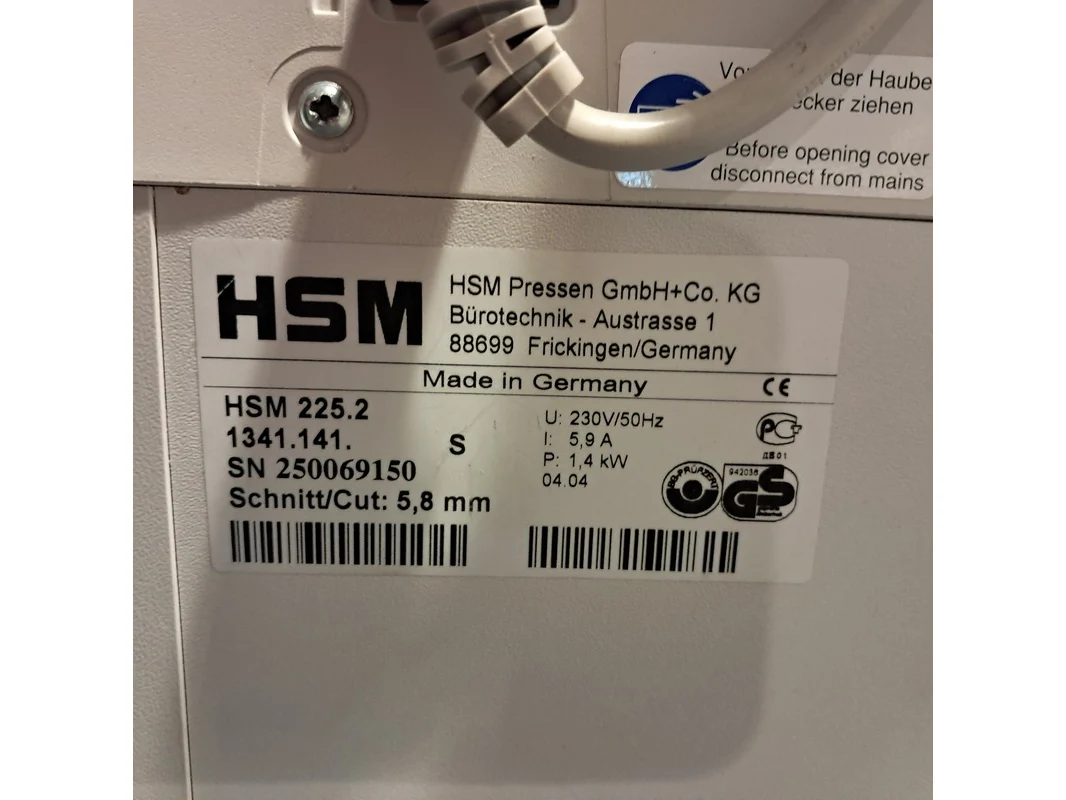 der Haube
ecker ziehen
Before opening cover
disconnect from mains
HSM
HSM Pressen GmbH+Co. KG
Bürotechnik - Austrasse 1
88699 Frickingen/Germany
Made in Germany CE
HSM 225.2
1341.141. S
SN 250069150
Schnitt/Cut: 5,8 mm
U: 230V/50Hz
I: 5,9 A
P: 1,4 kW
04.04
PC
ДВ01
942038
GS